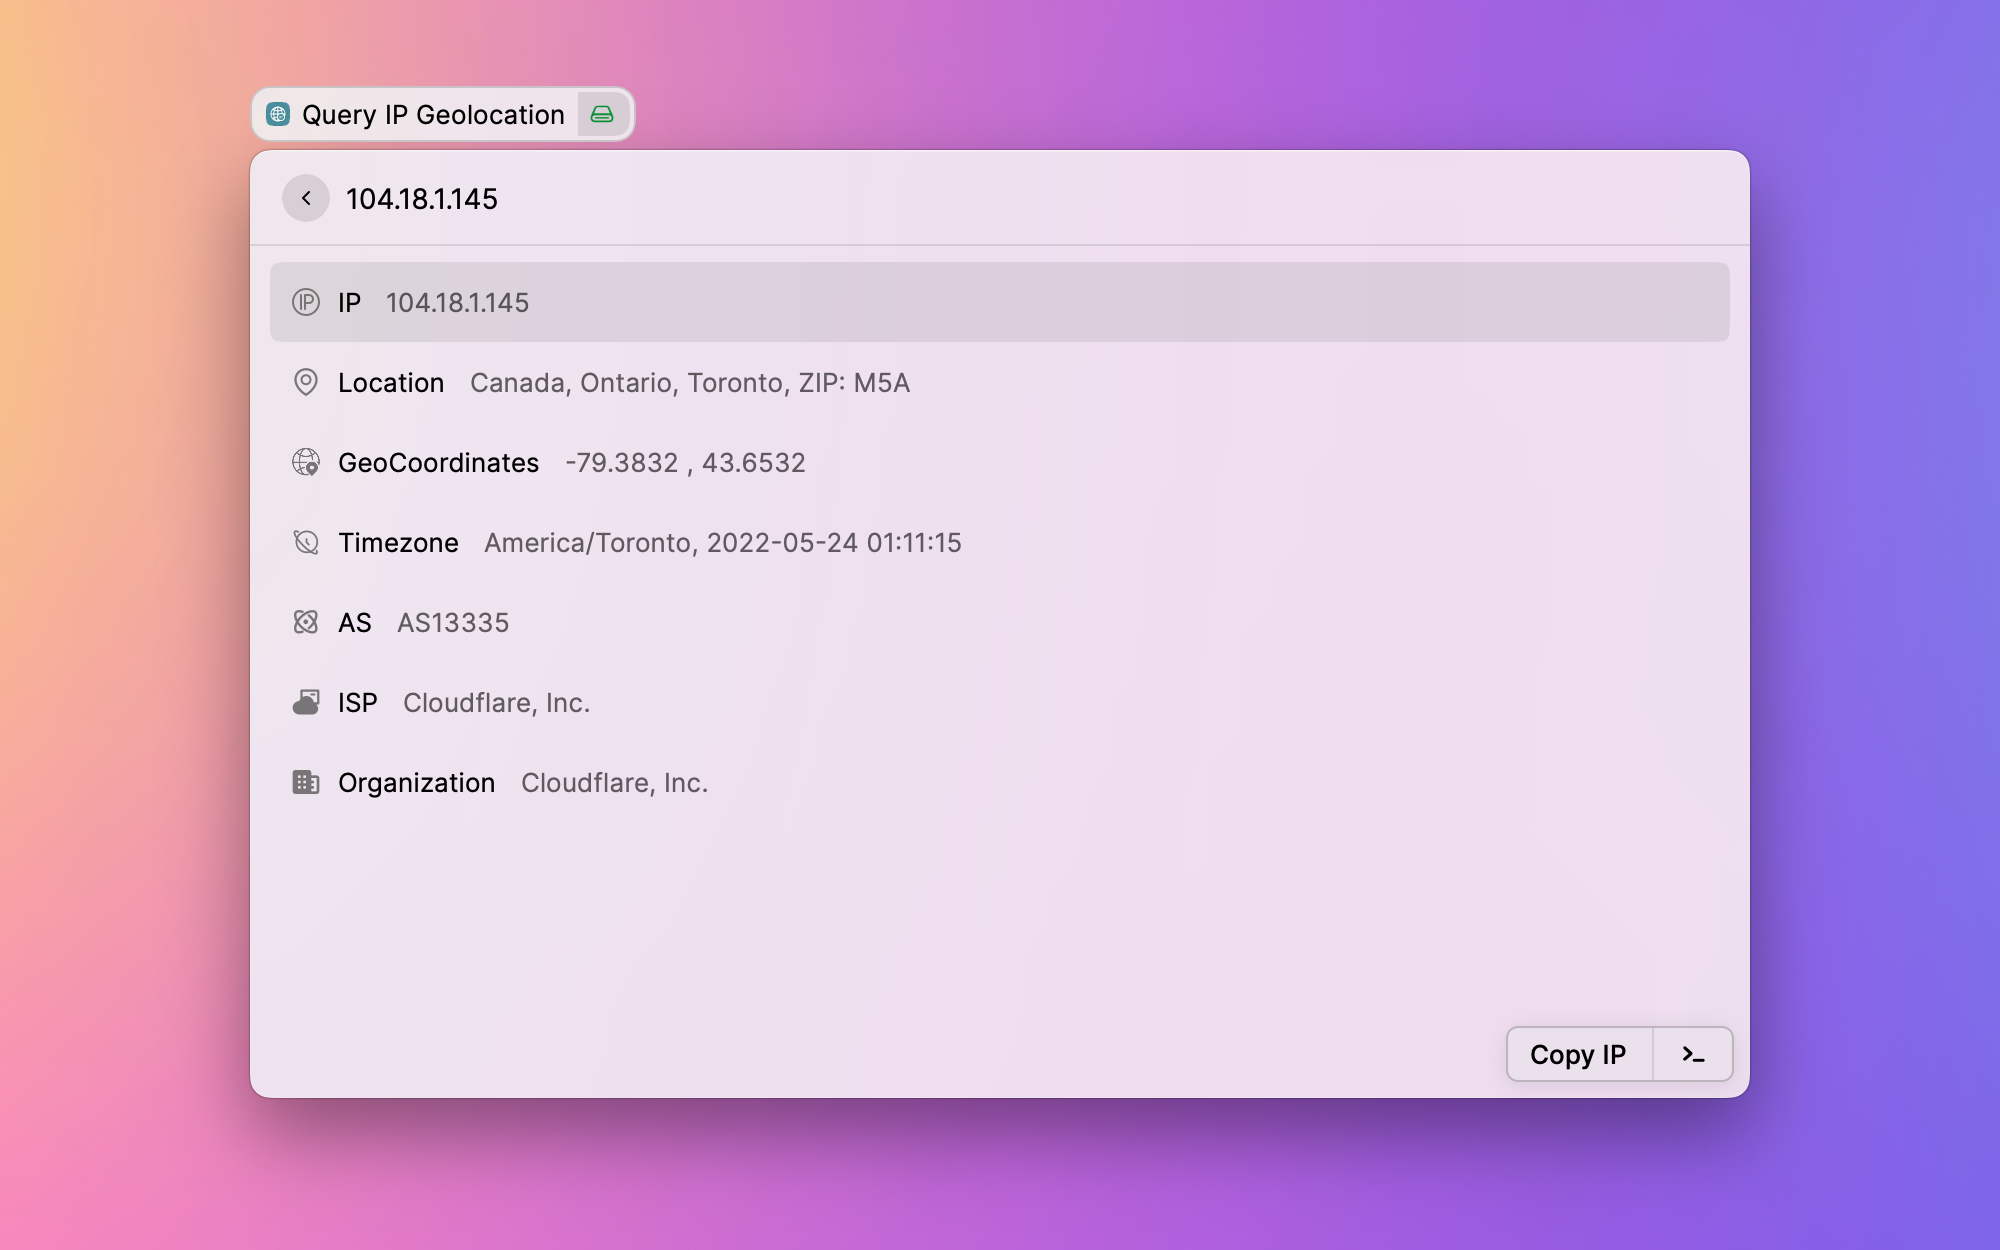 Query IP Geolocation
104.18.1.145
IP 104.18.1.145
Location Canada, Ontario, Toronto, ZIP: M5A
GeoCoordinates -79.3832 , 43.6532
Timezone America/Toronto, 2022-05-24 01:11:15
AS AS13335
ISP Cloudflare, Inc.
Organization Cloudflare, Inc.
Copy IP >_